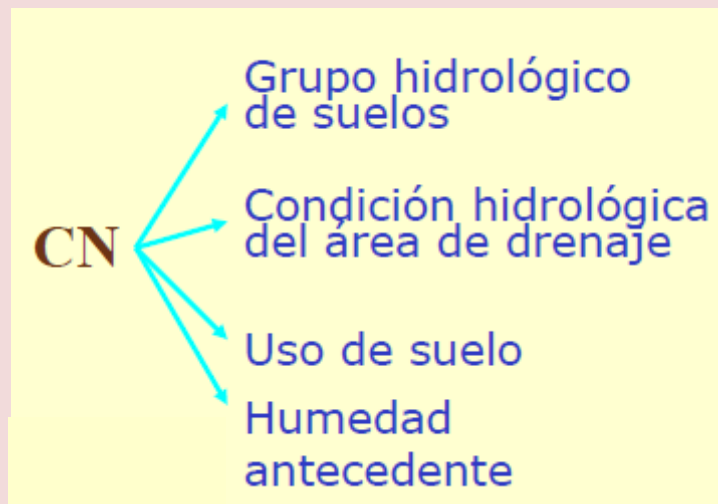 Grupo hidrológico
de suelos
Condición hidrológica
del área de drenaje
CN
Uso de suelo
Humedad
antecedente